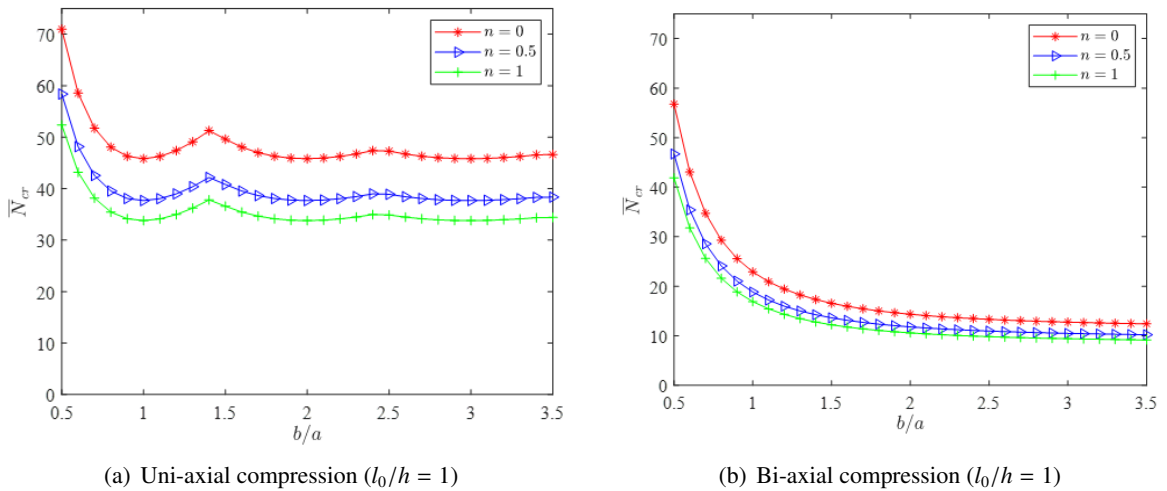 70
60
50
40
30
20
10
0
N̅cr
0.5
1
1.5
2
2.5
3
3.5
b/a
n = 0
n = 0.5
n = 1
(a) Uni-axial compression (l0/h = 1)
70
60
50
40
30
20
10
0
N̅cr
0.5
1
1.5
2
2.5
3
3.5
b/a
n = 0
n = 0.5
n = 1
(b) Bi-axial compression (l0/h = 1)